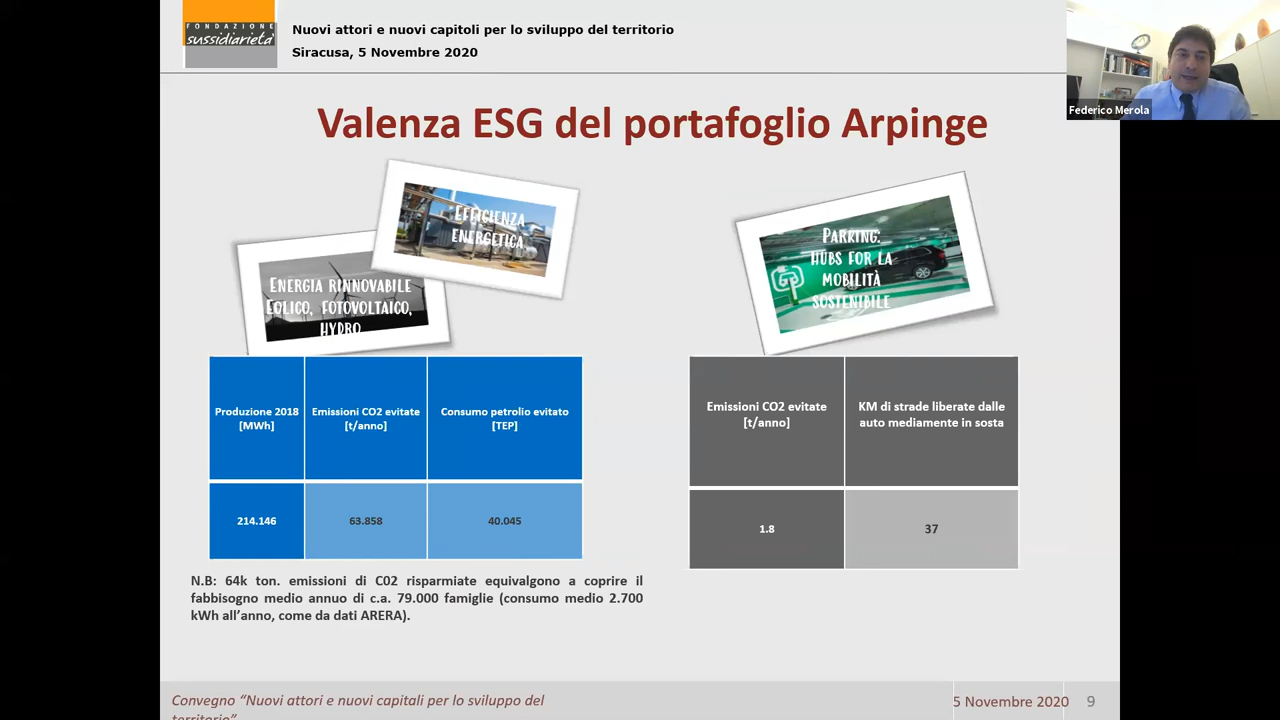 FONDAZIONE
sussidiarietà
Nuovi attori e nuovi capitoli per lo sviluppo del territorio
Siracusa, 5 Novembre 2020
Federico Merola
Valenza ESG del portafoglio Arpinge
EFFICIENZA
ENERGETICA
ENERGIA RINNOVABILE
EOLICO, FOTOVOLTAICO,
HYDRO
PARKING:
HUBS FOR LA
MOBILITÀ
SOSTENIBILE
Produzione 2018
[MWh]
Emissioni CO2 evitate
[t/anno]
Consumo petrolio evitato
[TEP]
214.146
63.858
40.045
Emissioni CO2 evitate
[t/anno]
KM di strade liberate dalle
auto mediamente in sosta
1.8
37
N.B: 64k ton. emissioni di C02 risparmiate equivalgono a coprire il
fabbisogno medio annuo di c.a. 79.000 famiglie (consumo medio 2.700
kWh all'anno, come da dati ARERA).
Convegno "Nuovi attori e nuovi capitali per lo sviluppo del
territorio"
5 Novembre 2020
9